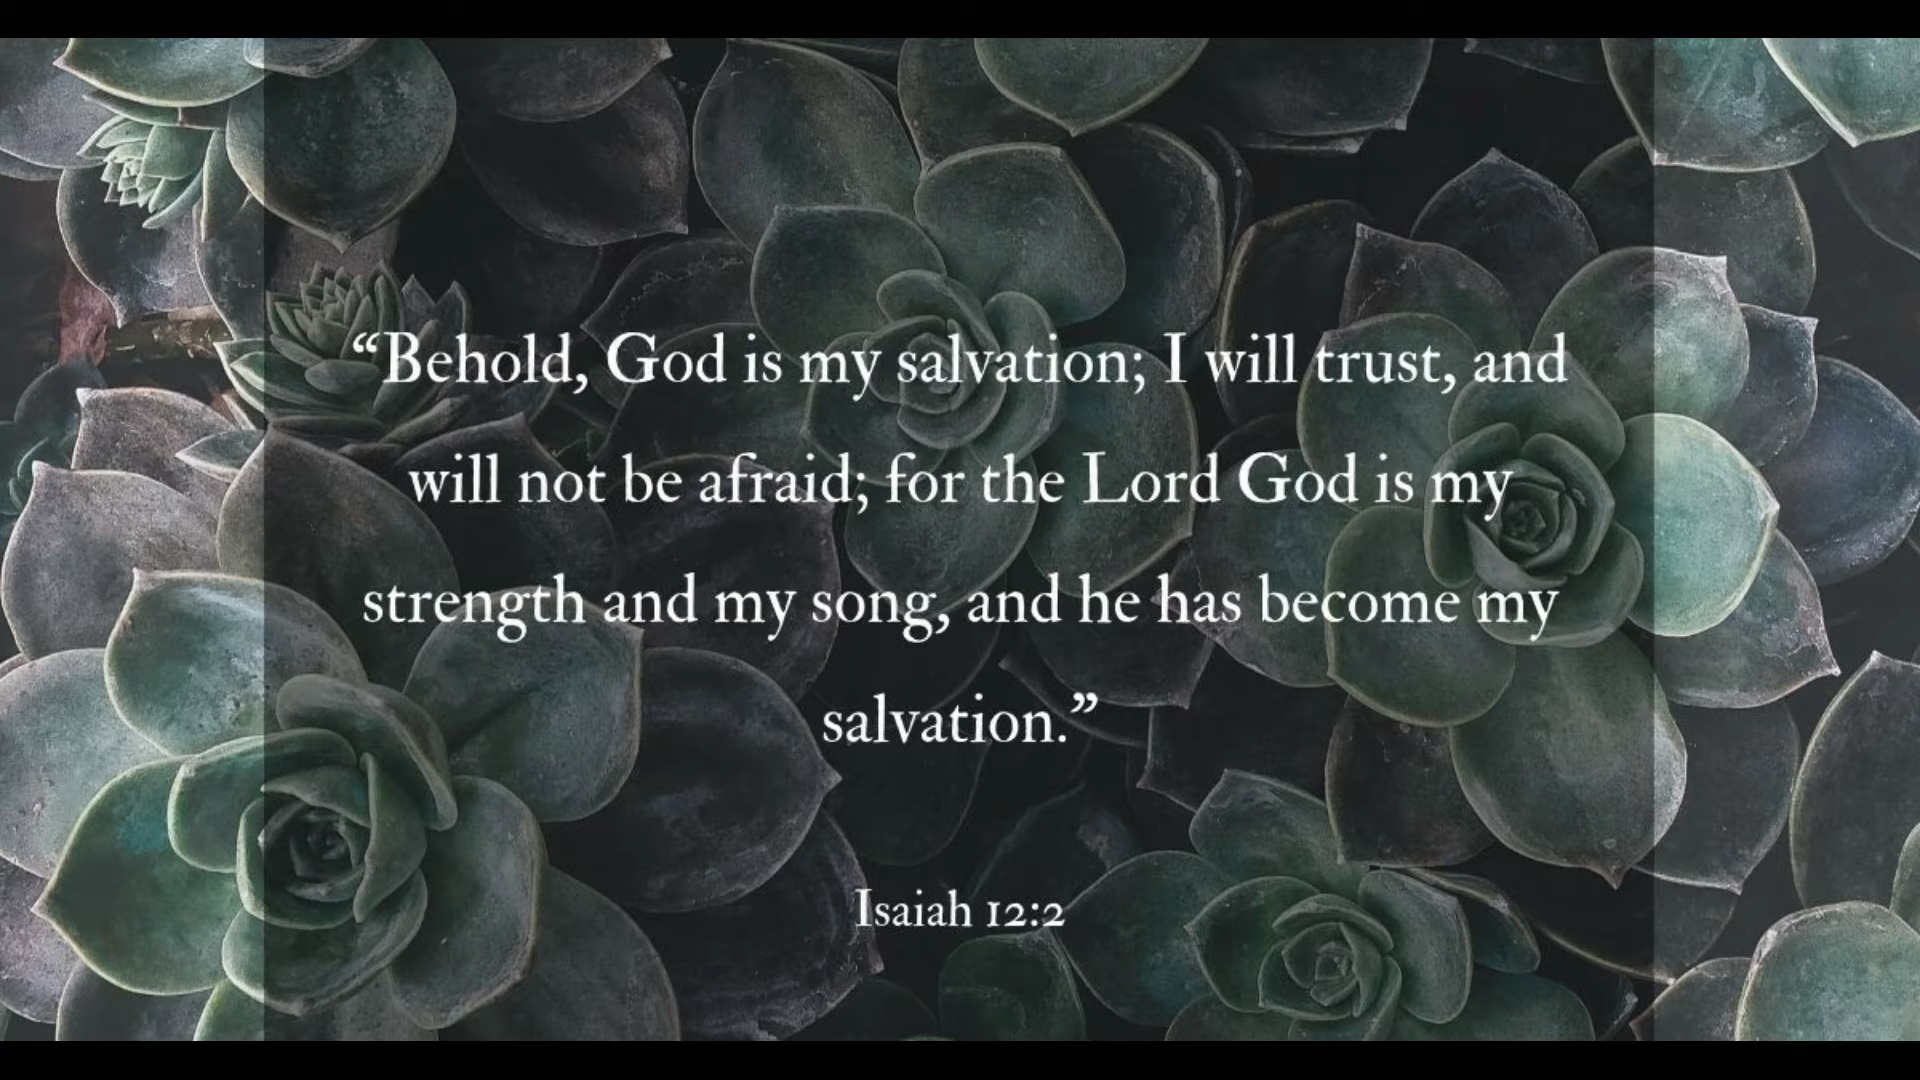 “Behold, God is my salvation; I will trust, and
will not be afraid; for the Lord God is my
strength and my song, and he has become my
salvation.”
Isaiah 12:2